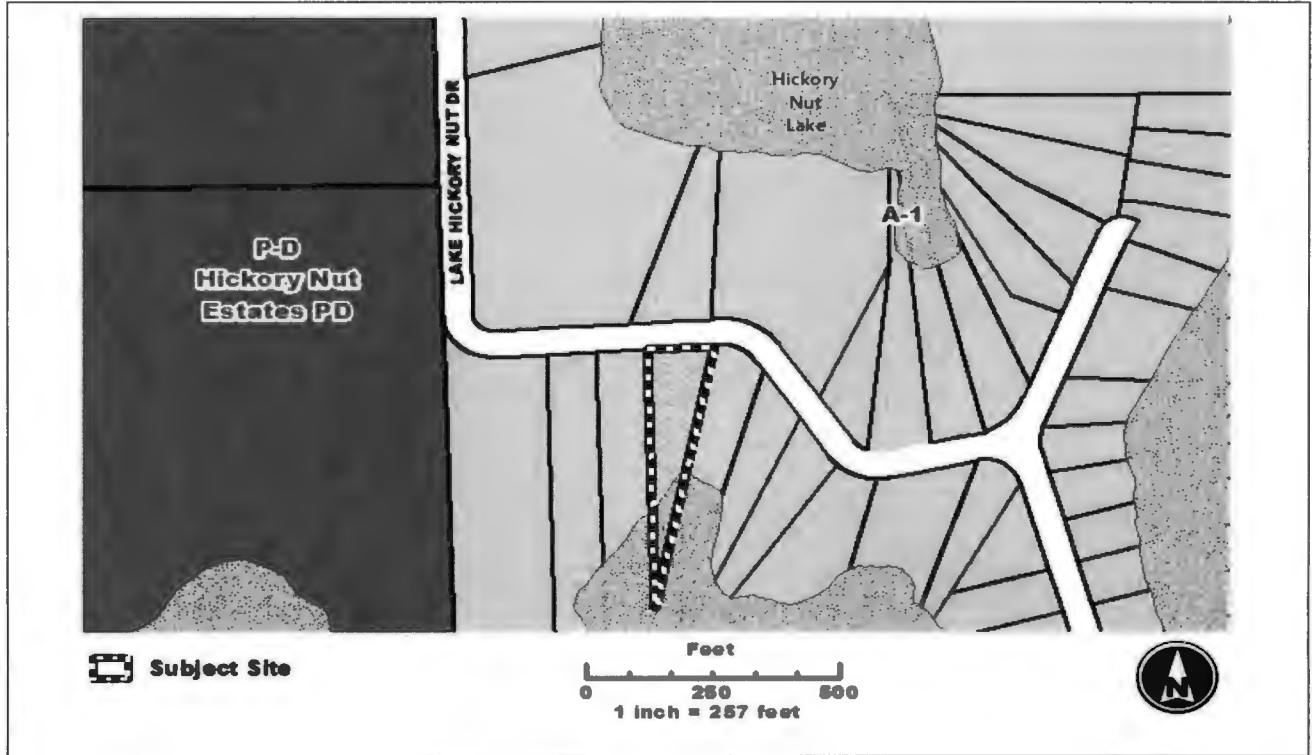 Hickory
Nut
Lake
LAKE HICKORY NUT DR
A-1
P-D
Hickory Nut
Estates PD
Subject Site
Feet
0 250 500
1 inch = 257 feet
N